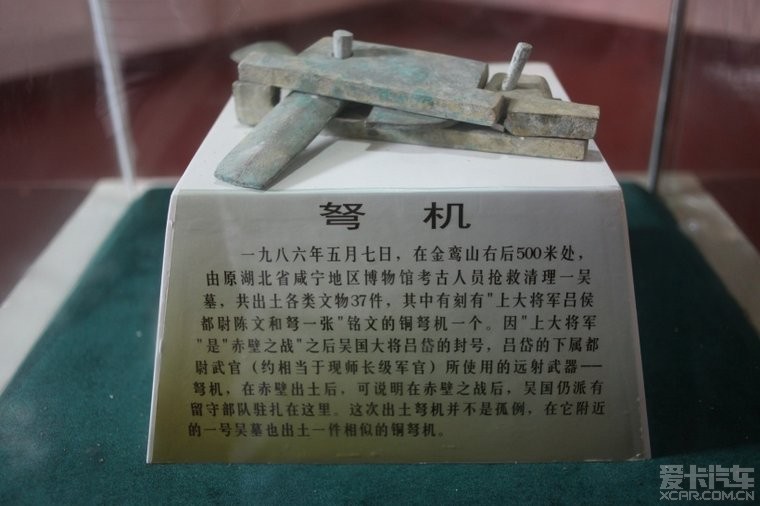 弩 机
一九八六年五月七日，在金鸾山右后500米处，
由原湖北省咸宁地区博物馆考古人员抢救清理一吴
墓，共出土各类文物37件，其中有刻有"上大将军吕侯
都尉陈文和弩一张"铭文的铜弩机一个。因"上大将军
"是"赤壁之战"之后吴国大将吕岱的封号，吕岱的下属都
尉武官（约相当于现师长级军官）所使用的远射武器——
弩机，在赤壁出土后，可说明在赤壁之战后，吴国仍派有
留守部队驻扎在这里。这次出土弩机并不是孤例，在它附近
的一号吴墓也出土一件相似的铜弩机。
爱卡汽车
XCAR.COM.CN